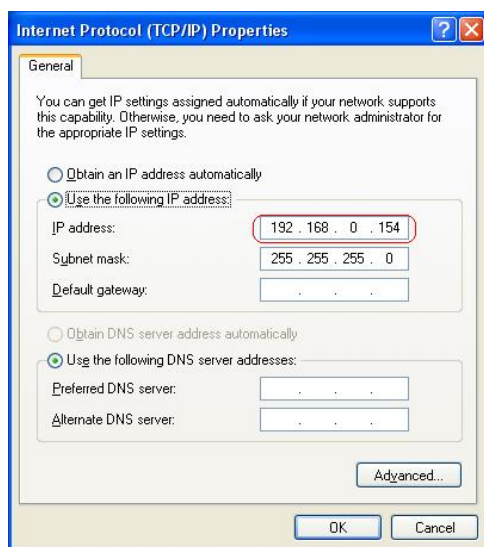 Internet Protocol (TCP/IP) Properties
General
You can get IP settings assigned automatically if your network supports
this capability. Otherwise, you need to ask your network administrator for
the appropriate IP settings.
Obtain an IP address automatically
Use the following IP address:
IP address: 192 . 168 . 0 . 154
Subnet mask: 255 . 255 . 255 . 0
Default gateway: . . .
Obtain DNS server address automatically
Use the following DNS server addresses:
Preferred DNS server: . . .
Alternate DNS server: . . .
Advanced...
OK Cancel